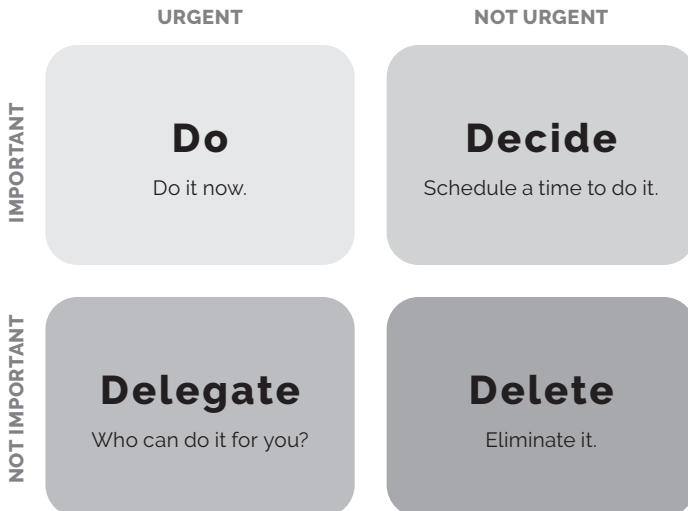 URGENT
NOT URGENT
IMPORTANT
Do
Do it now.
Decide
Schedule a time to do it.
NOT IMPORTANT
Delegate
Who can do it for you?
Delete
Eliminate it.